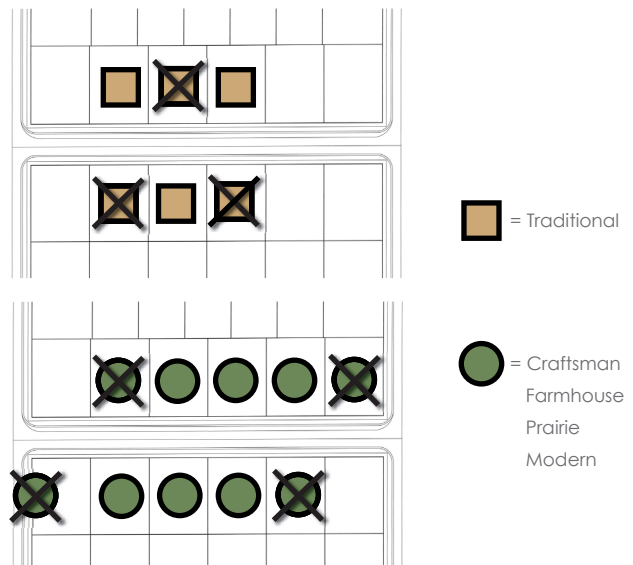 = Traditional
= Craftsman
Farmhouse
Prairie
Modern